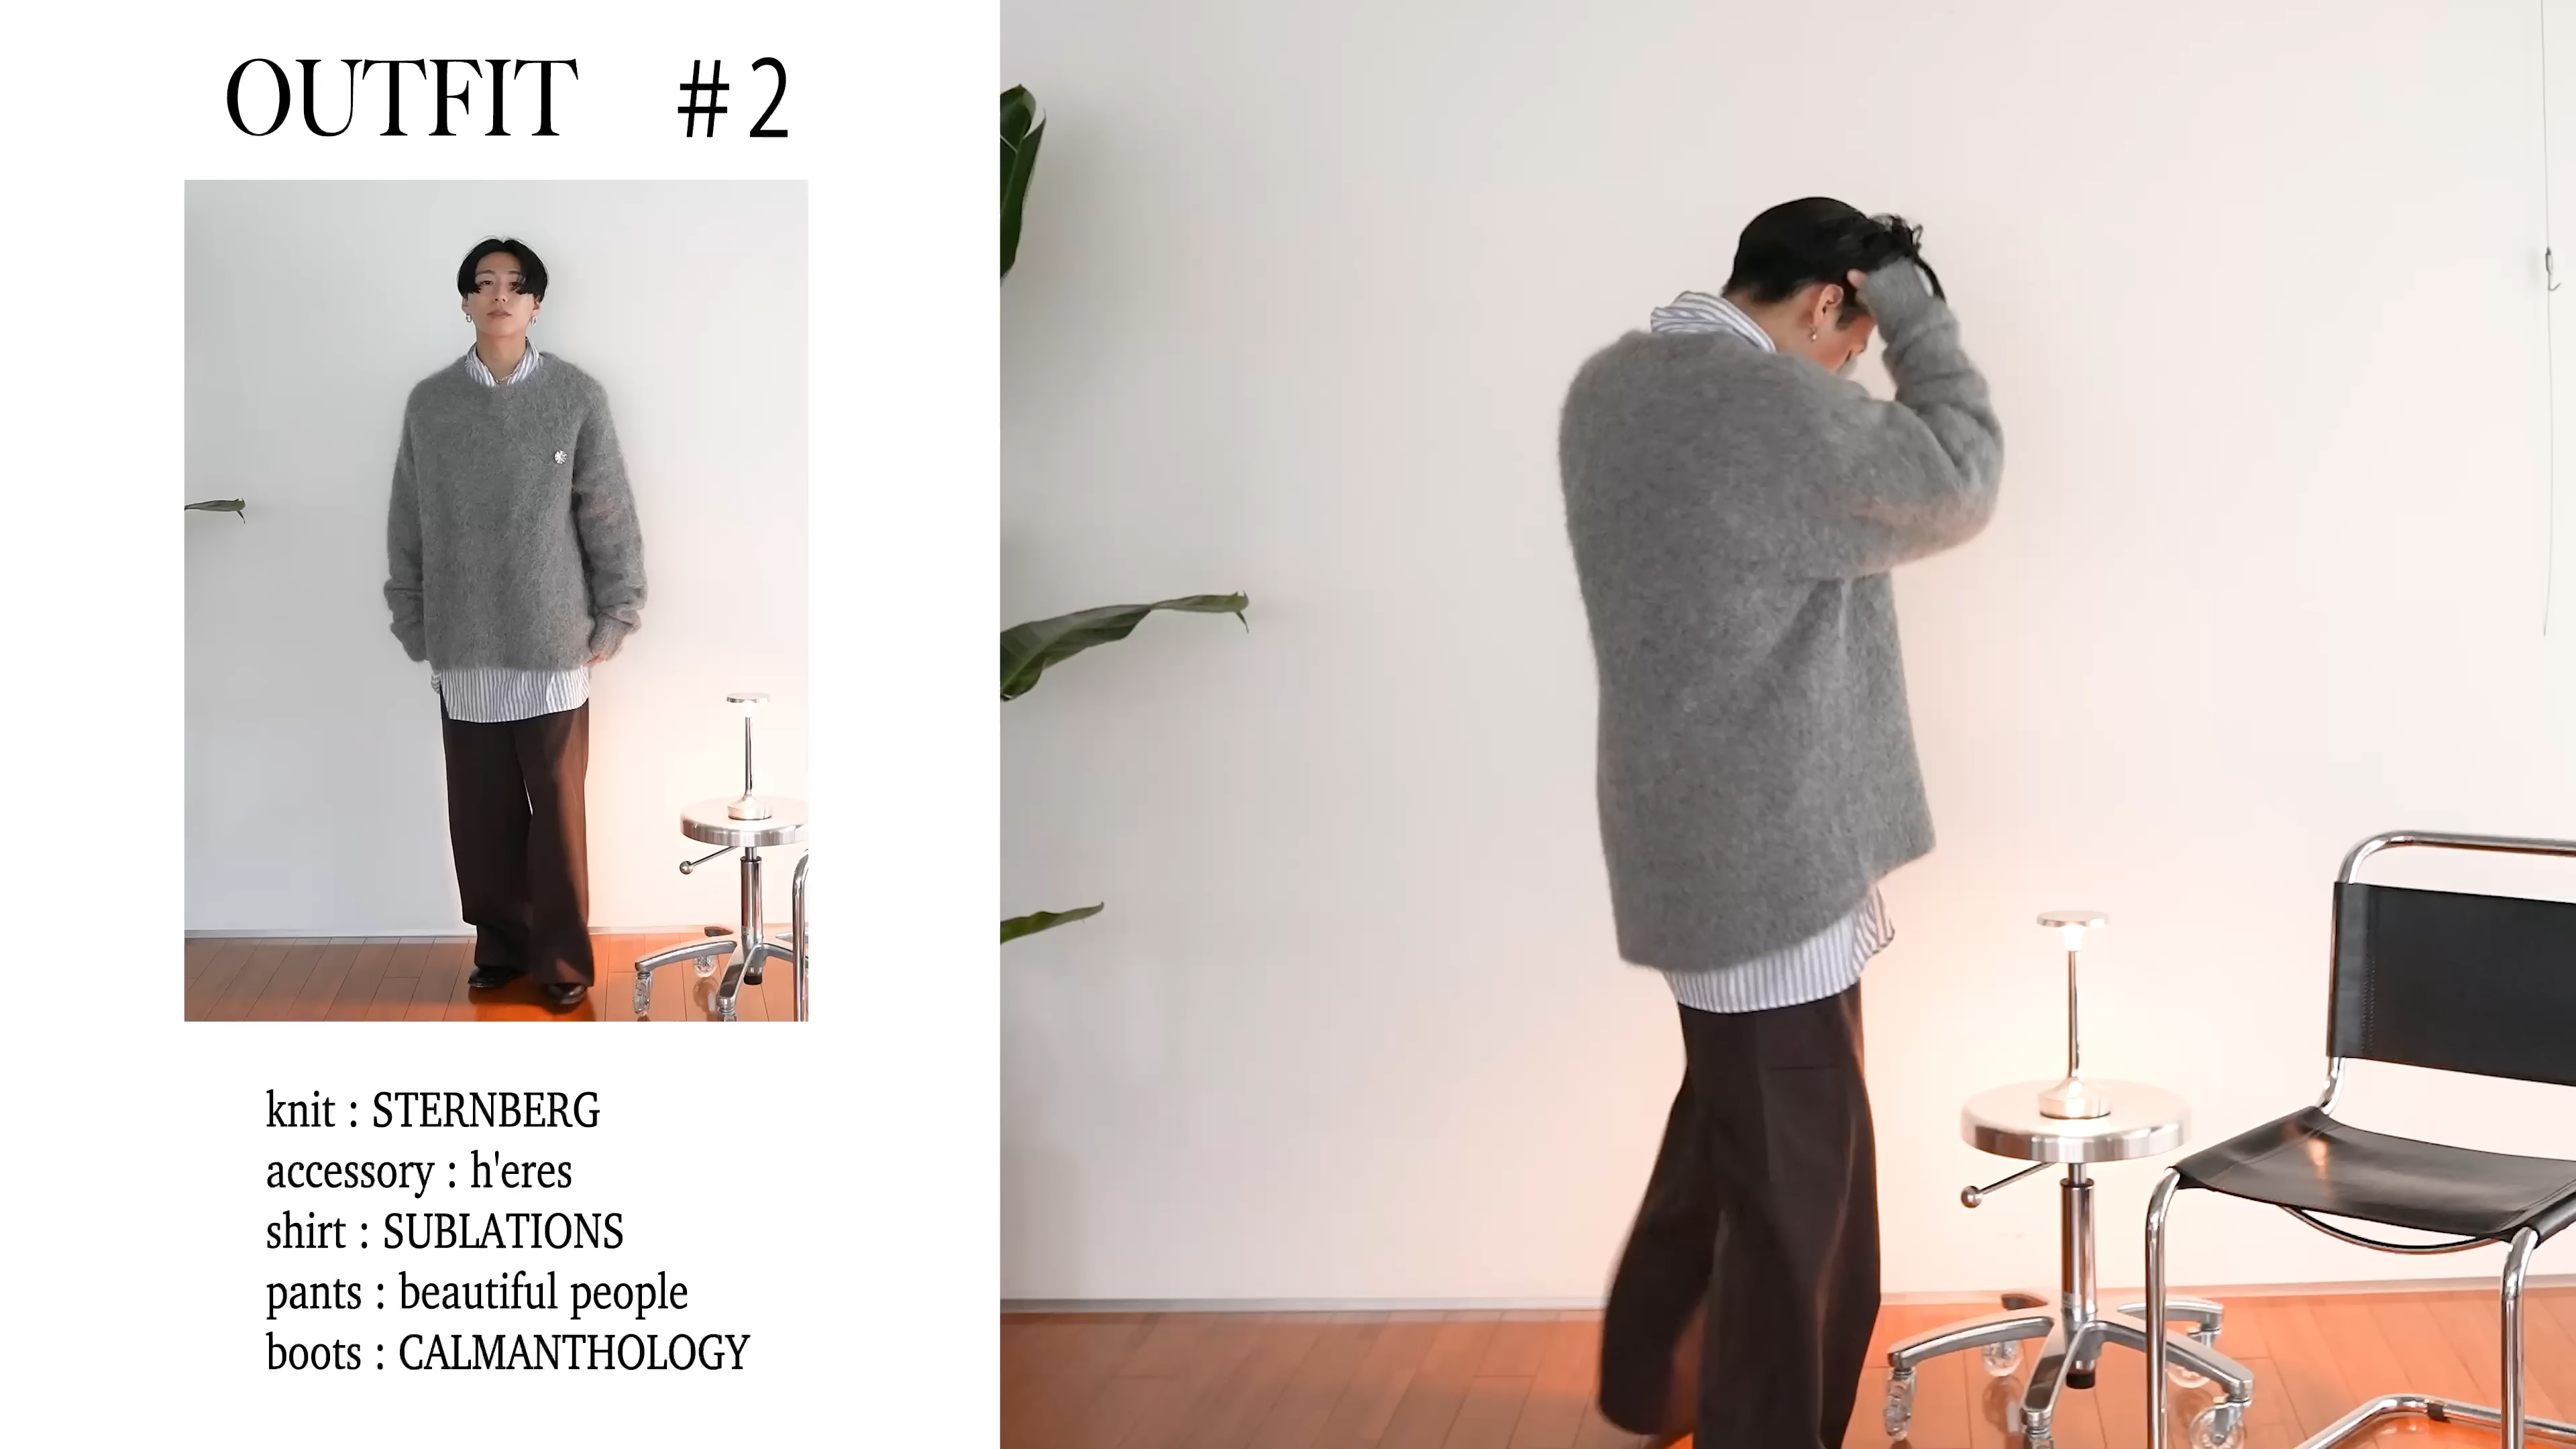 OUTFIT #2
knit : STERNBERG
accessory : h'eres
shirt : SUBLATIONS
pants : beautiful people
boots : CALMANTHOLOGY